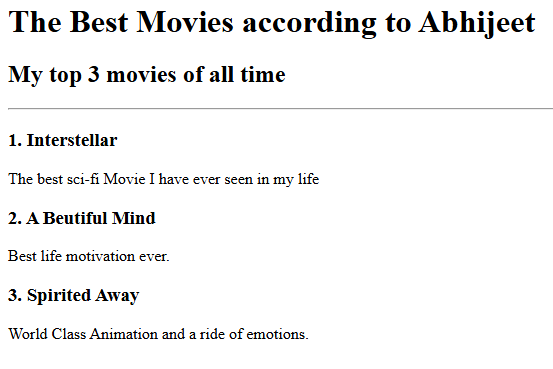 The Best Movies according to Abhijeet
My top 3 movies of all time
1. Interstellar
The best sci-fi Movie I have ever seen in my life
2. A Beutiful Mind
Best life motivation ever.
3. Spirited Away
World Class Animation and a ride of emotions.